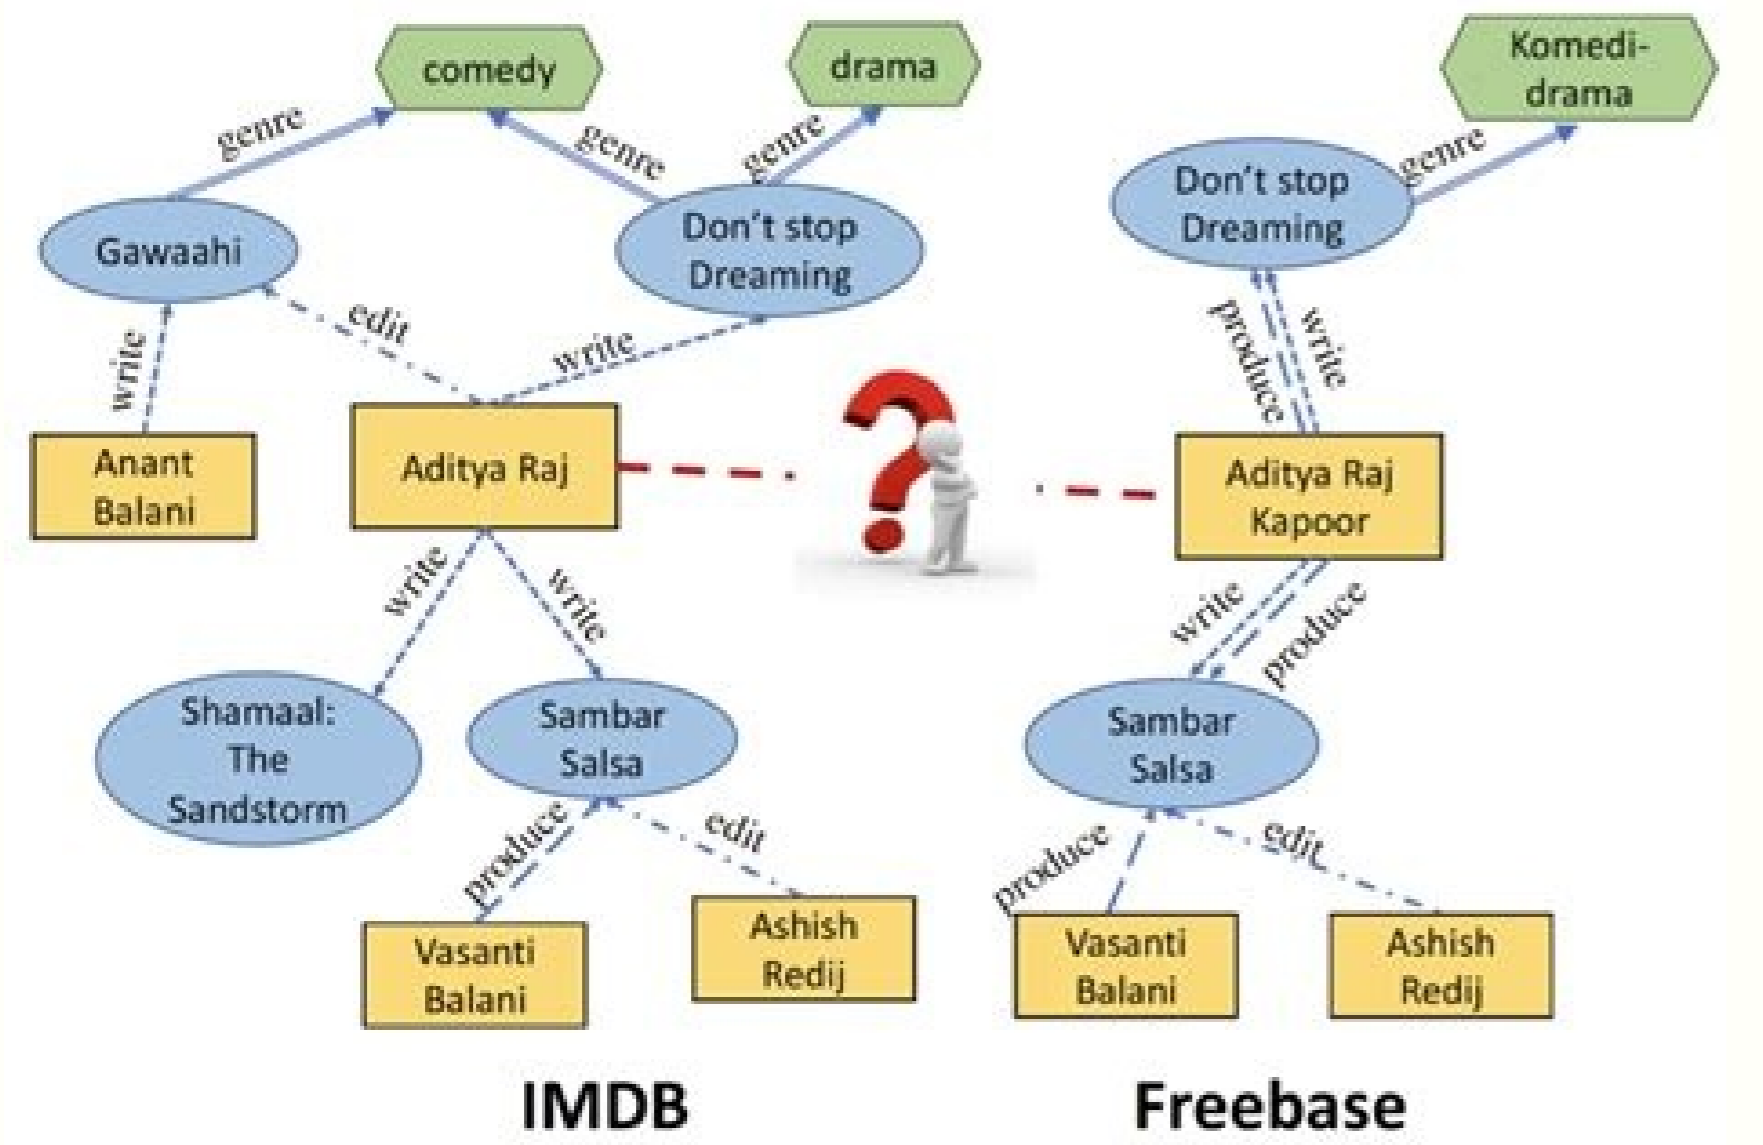 comedy
drama
Komedi-
drama
genre
genre
genre
genre
Gawaahi
Don't stop
Dreaming
Don't stop
Dreaming
write
edit
write
produce
write
Anant
Balani
Aditya Raj
?
Aditya Raj
Kapoor
write
write
write
produce
Shamaal:
The
Sandstorm
Sambar
Salsa
Sambar
Salsa
produce
edit
produce
edit
Vasanti
Balani
Ashish
Redij
Vasanti
Balani
Ashish
Redij
IMDB
Freebase